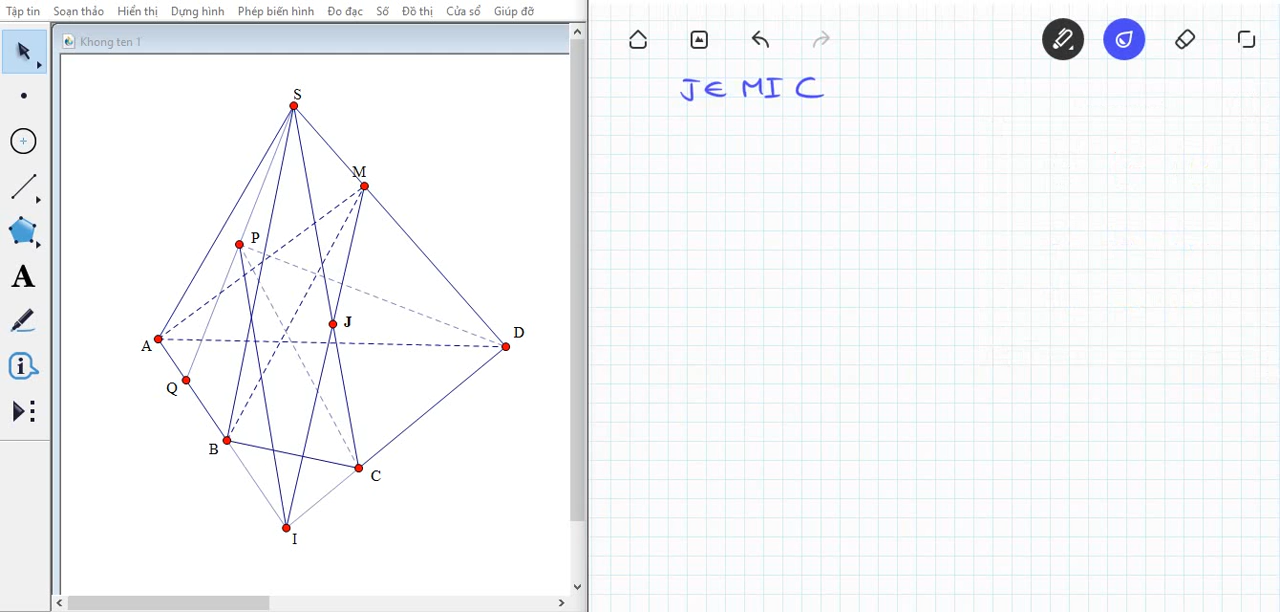 Tập tin Soạn thảo Hiển thị Dựng hình Phép biến hình Đo đạc Số Đồ thị Cửa sổ Giúp đỡ
Khong ten 1
S
M
P
J
D
A
Q
B
C
I
A
J ∈ MI C